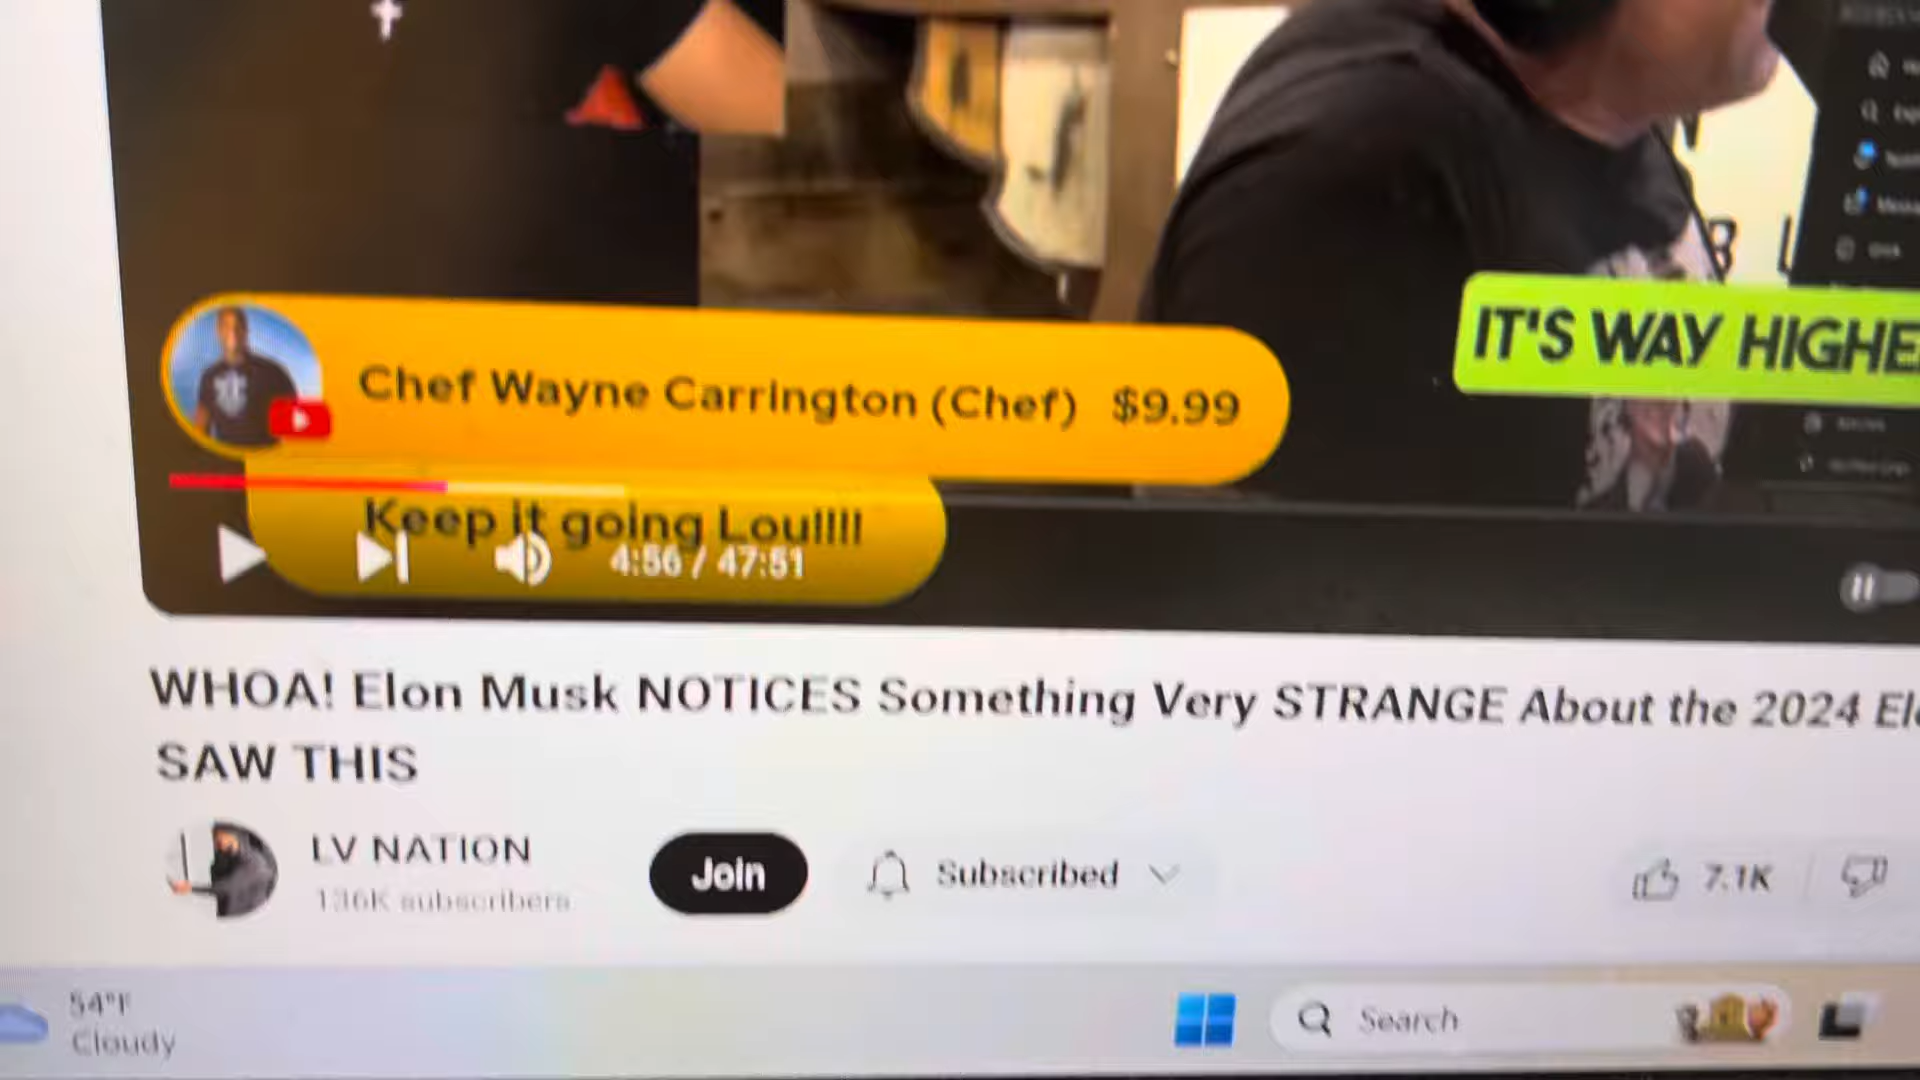 IT'S WAY HIGHE
Chef Wayne Carrington (Chef) $9.99
Keep it going Lou!!!!
4:56 / 47:51
WHOA! Elon Musk NOTICES Something Very STRANGE About the 2024 El
SAW THIS
LV NATION
136K subscribers
Join
Subscribed
7.1K
54°F
Cloudy
Search